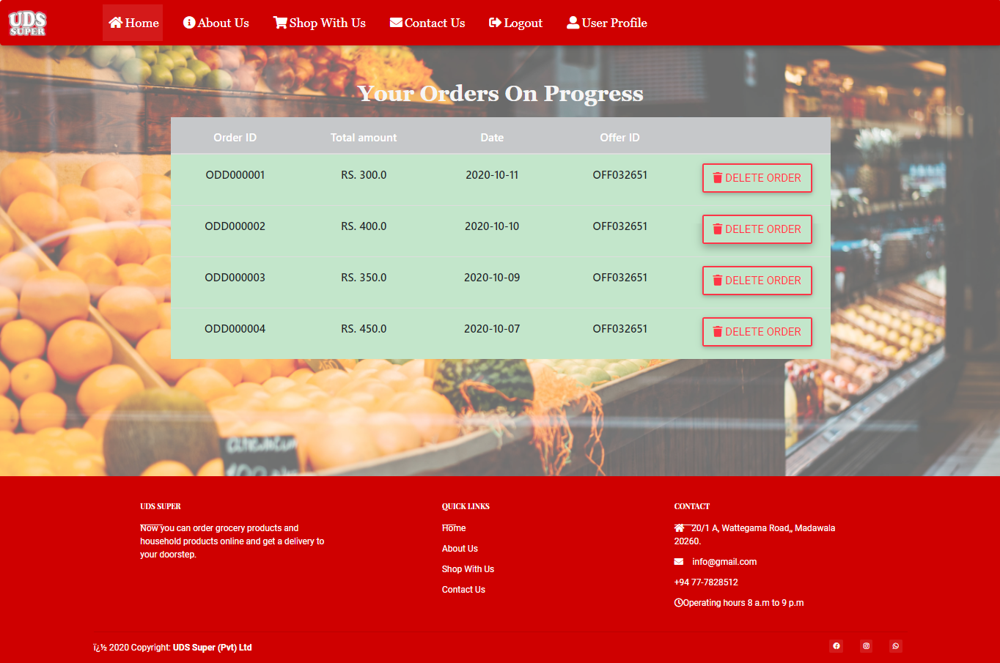 UDS
SUPER
Home About Us Shop With Us Contact Us Logout User Profile
Your Orders On Progress
Order ID Total amount Date Offer ID
ODD000001 RS. 300.0 2020-10-11 OFF032651 DELETE ORDER
ODD000002 RS. 400.0 2020-10-10 OFF032651 DELETE ORDER
ODD000003 RS. 350.0 2020-10-09 OFF032651 DELETE ORDER
ODD000004 RS. 450.0 2020-10-07 OFF032651 DELETE ORDER
UDS SUPER
Now you can order grocery products and
household products online and get a delivery to
your doorstep.
QUICK LINKS
Home
About Us
Shop With Us
Contact Us
CONTACT
20/1 A, Wattegama Road,, Madawala
20260.
info@gmail.com
+94 77-7828512
Operating hours 8 a.m to 9 p.m
ï¿½ 2020 Copyright: UDS Super (Pvt) Ltd